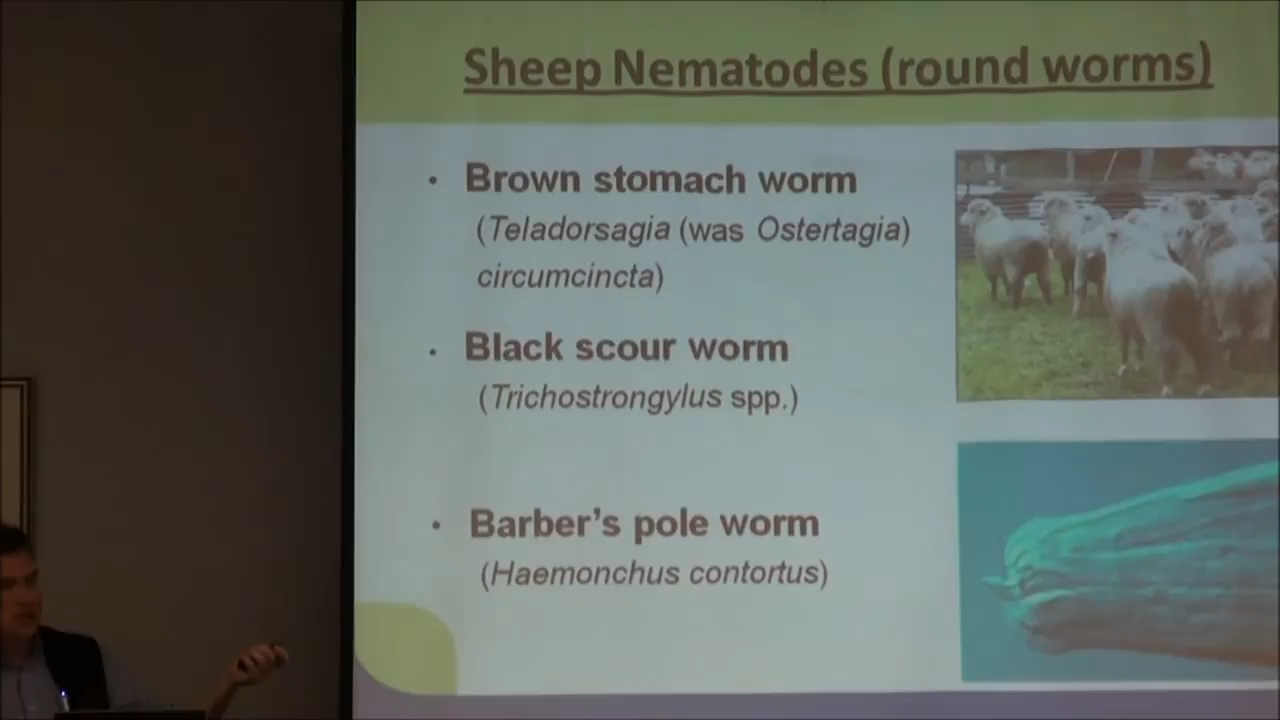 Sheep Nematodes (round worms)
• Brown stomach worm
(Teladorsagia (was Ostertagia)
circumcincta)
• Black scour worm
(Trichostrongylus spp.)
• Barber's pole worm
(Haemonchus contortus)